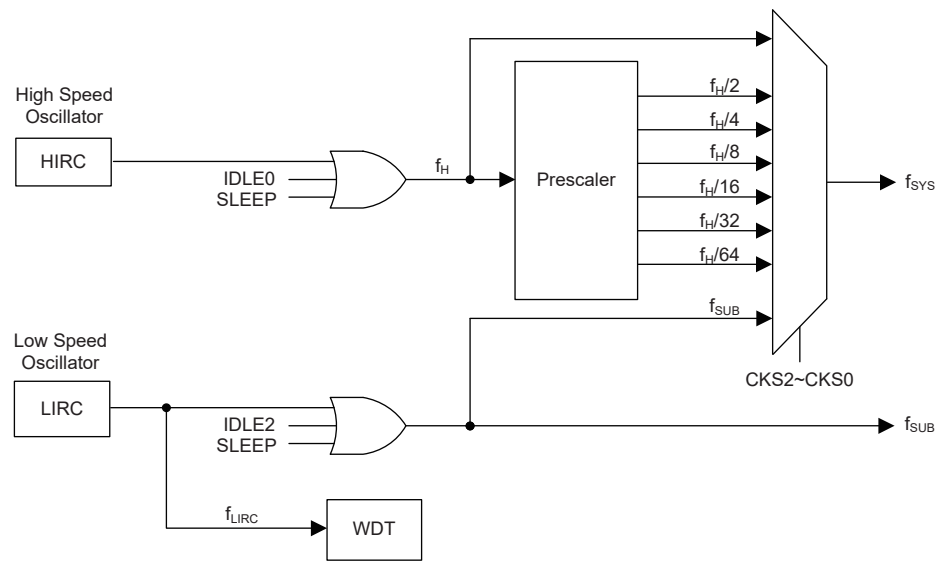 High Speed
Oscillator
HIRC
IDLE0
SLEEP
fH
Prescaler
fH/2
fH/4
fH/8
fH/16
fH/32
fH/64
fSUB
fSYS
CKS2~CKS0
Low Speed
Oscillator
LIRC
IDLE2
SLEEP
fSUB
fLIRC
WDT